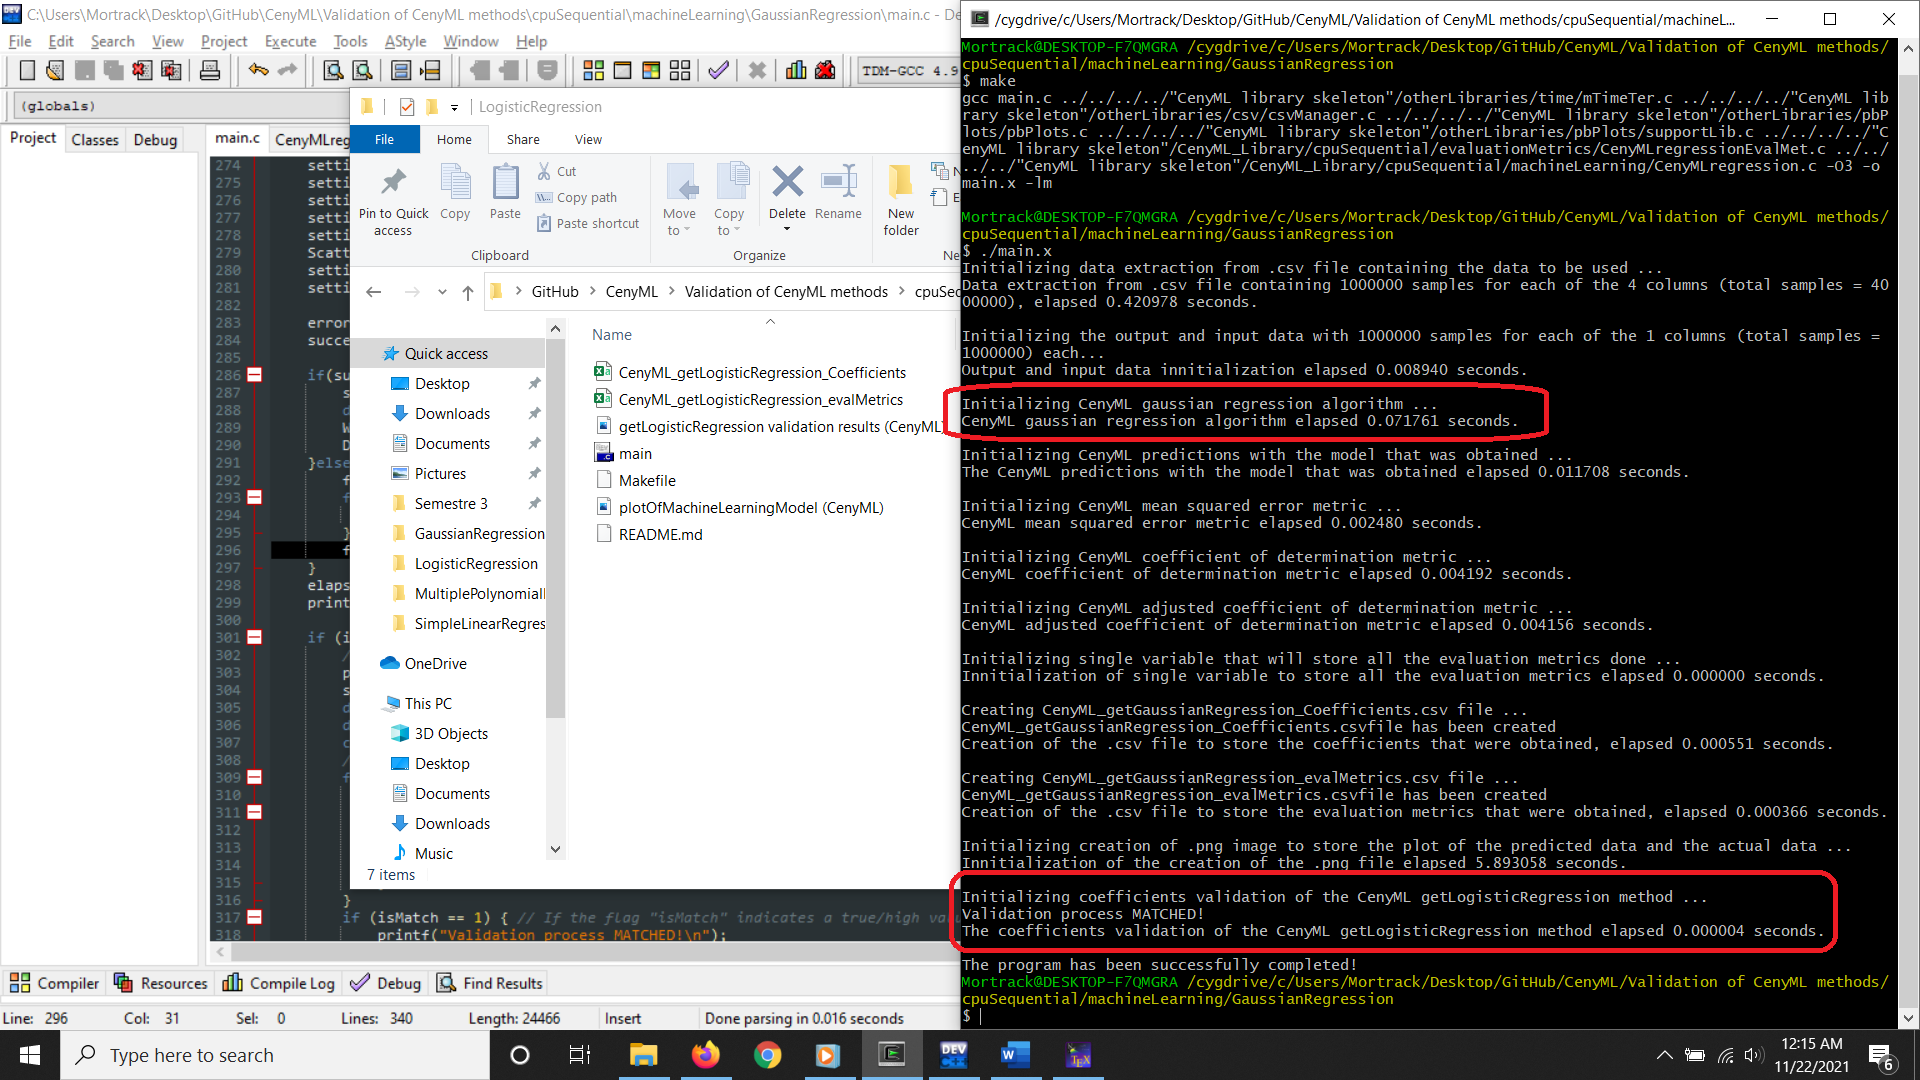 C:\Users\Mortrack\Desktop\GitHub\CenyML\Validation of CenyML methods\cpuSequential\machineLearning\GaussianRegression\main.c - De
File Edit Search View Project Execute Tools AStyle Window Help
TDM-GCC 4.9
(globals)
Project Classes Debug
main.c CenyMLreg
274 setti
275 setti
276 setti
277 setti
278 setti
279 Scatt
280 setti
281 setti
282
283 error
284 succe
285
286 if(su
287 s
288 d
289 W
290 D
291 }else
292 f
293 f
294
295 }
296 f
297 }
298 elaps
299 print
300
301 if (i
302 /
303 p
304 s
305 d
306 d
307 c
308 /
309 f
310
311
312
313
314
315
316 }
317 if (isMatch == 1) { // If the flag "isMatch" indicates a true/high val
318 printf("Validation process MATCHED!\n");
Compiler Resources Compile Log Debug Find Results
Line: 296 Col: 31 Sel: 0 Lines: 340 Length: 24466 Insert Done parsing in 0.016 seconds
LogisticRegression
File Home Share View
Pin to Quick access
Copy
Paste
Cut
Copy path
Paste shortcut
Clipboard
Move to
Copy to
Delete
Rename
Organize
New folder
N
E
Ne
GitHub CenyML Validation of CenyML methods cpuSeq
Name
Quick access
Desktop
Downloads
Documents
Pictures
Semestre 3
GaussianRegression
LogisticRegression
MultiplePolynomialI
SimpleLinearRegres
OneDrive
This PC
3D Objects
Desktop
Documents
Downloads
Music
CenyML_getLogisticRegression_Coefficients
CenyML_getLogisticRegression_evalMetrics
getLogisticRegression validation results (CenyML)
main
Makefile
plotOfMachineLearningModel (CenyML)
README.md
7 items
/cygdrive/c/Users/Mortrack/Desktop/GitHub/CenyML/Validation of CenyML methods/cpuSequential/machineL...
Mortrack@DESKTOP-F7QMGRA /cygdrive/c/Users/Mortrack/Desktop/GitHub/CenyML/Validation of CenyML methods/
cpuSequential/machineLearning/GaussianRegression
$ make
gcc main.c ../../../../"CenyML library skeleton"/otherLibraries/time/mTimeTer.c ../../../../"CenyML lib
rary skeleton"/otherLibraries/csv/csvManager.c ../../../../"CenyML library skeleton"/otherLibraries/pbP
lots/pbPlots.c ../../../../"CenyML library skeleton"/otherLibraries/pbPlots/supportLib.c ../../../../"C
enyML library skeleton"/CenyML_Library/cpuSequential/evaluationMetrics/CenyMLregressionEvalMet.c ../../
../../"CenyML library skeleton"/CenyML_Library/cpuSequential/machineLearning/CenyMLregression.c -O3 -o
main.x -lm
Mortrack@DESKTOP-F7QMGRA /cygdrive/c/Users/Mortrack/Desktop/GitHub/CenyML/Validation of CenyML methods/
cpuSequential/machineLearning/GaussianRegression
$ ./main.x
Initializing data extraction from .csv file containing the data to be used ...
Data extraction from .csv file containing 1000000 samples for each of the 4 columns (total samples = 40
00000), elapsed 0.420978 seconds.
Initializing the output and input data with 1000000 samples for each of the 1 columns (total samples =
1000000) each...
Output and input data innitialization elapsed 0.008940 seconds.
Initializing CenyML gaussian regression algorithm ...
CenyML gaussian regression algorithm elapsed 0.071761 seconds.
Initializing CenyML predictions with the model that was obtained ...
The CenyML predictions with the model that was obtained elapsed 0.011708 seconds.
Initializing CenyML mean squared error metric ...
CenyML mean squared error metric elapsed 0.002480 seconds.
Initializing CenyML coefficient of determination metric ...
CenyML coefficient of determination metric elapsed 0.004192 seconds.
Initializing CenyML adjusted coefficient of determination metric ...
CenyML adjusted coefficient of determination metric elapsed 0.004156 seconds.
Initializing single variable that will store all the evaluation metrics done ...
Innitialization of single variable to store all the evaluation metrics elapsed 0.000000 seconds.
Creating CenyML_getGaussianRegression_Coefficients.csv file ...
CenyML_getGaussianRegression_Coefficients.csvfile has been created
Creation of the .csv file to store the coefficients that were obtained, elapsed 0.000551 seconds.
Creating CenyML_getGaussianRegression_evalMetrics.csv file ...
CenyML_getGaussianRegression_evalMetrics.csvfile has been created
Creation of the .csv file to store the evaluation metrics that were obtained, elapsed 0.000366 seconds.
Initializing creation of .png image to store the plot of the predicted data and the actual data ...
Innitialization of the creation of the .png file elapsed 5.893058 seconds.
Initializing coefficients validation of the CenyML getLogisticRegression method ...
Validation process MATCHED!
The coefficients validation of the CenyML getLogisticRegression method elapsed 0.000004 seconds.
The program has been successfully completed!
Mortrack@DESKTOP-F7QMGRA /cygdrive/c/Users/Mortrack/Desktop/GitHub/CenyML/Validation of CenyML methods/
cpuSequential/machineLearning/GaussianRegression
$
Type here to search
12:15 AM
11/22/2021
6